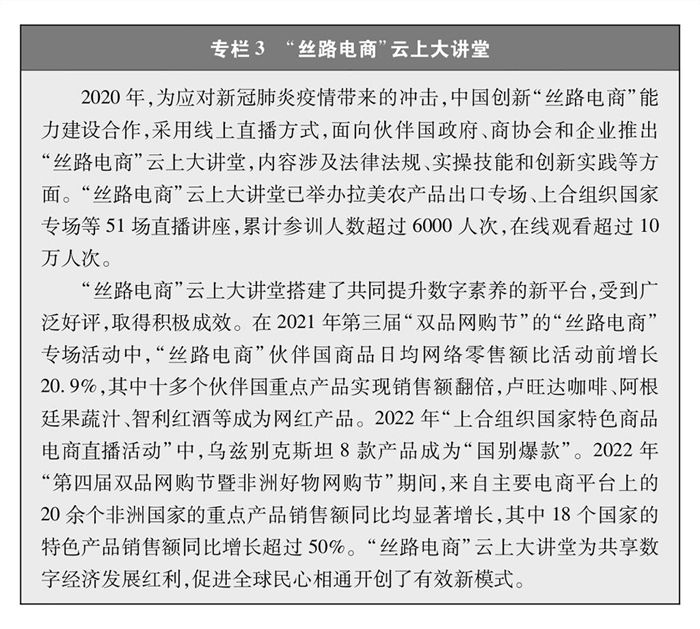 专栏 3 “丝路电商”云上大讲堂
2020 年，为应对新冠肺炎疫情带来的冲击，中国创新“丝路电商”能
力建设合作，采用线上直播方式，面向伙伴国政府、商协会和企业推出
“丝路电商”云上大讲堂，内容涉及法律法规、实操技能和创新实践等方
面。“丝路电商”云上大讲堂已举办拉美农产品出口专场、上合组织国家
专场等 51 场直播讲座，累计参训人数超过 6000 人次，在线观看超过 10
万人次。
“丝路电商”云上大讲堂搭建了共同提升数字素养的新平台，受到广
泛好评，取得积极成效。在 2021 年第三届“双品网购节”的“丝路电商”
专场活动中，“丝路电商”伙伴国商品日均网络零售额比活动前增长
20.9%，其中十多个伙伴国重点产品实现销售额翻倍，卢旺达咖啡、阿根
廷果蔬汁、智利红酒等成为网红产品。2022 年“上合组织国家特色商品
电商直播活动”中，乌兹别克斯坦 8 款产品成为“国别爆款”。2022 年
“第四届双品网购节暨非洲好物网购节”期间，来自主要电商平台上的
20 余个非洲国家的重点产品销售额同比均显著增长，其中 18 个国家的
特色产品销售额同比增长超过 50%。“丝路电商”云上大讲堂为共享数
字经济发展红利，促进全球民心相通开创了有效新模式。